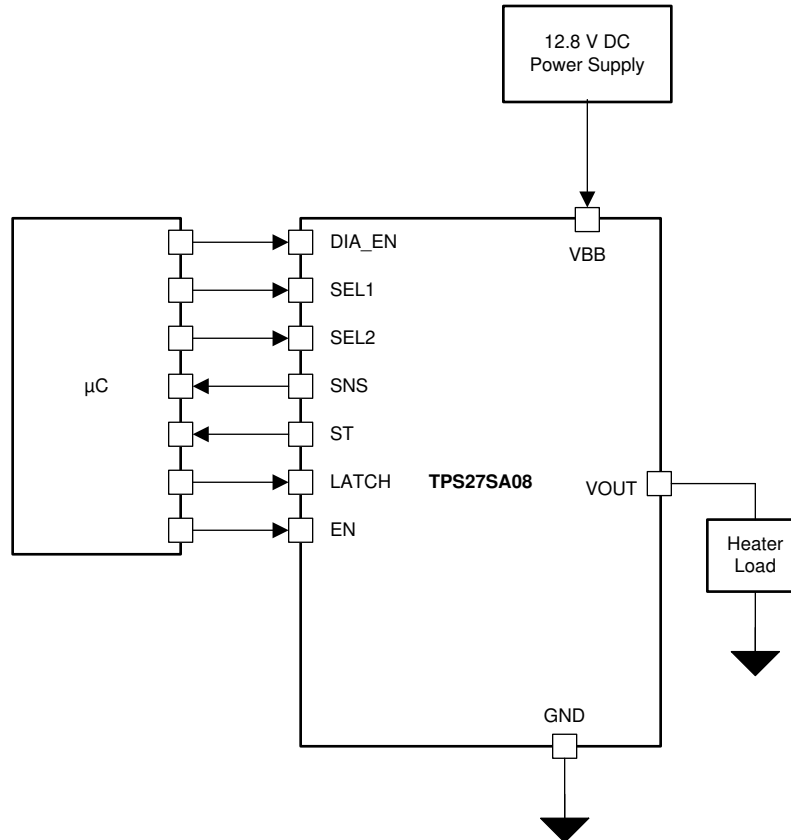 12.8 V DC
Power Supply
VBB
DIA_EN
SEL1
SEL2
µC
SNS
ST
LATCH
TPS27SA08
VOUT
EN
Heater
Load
GND